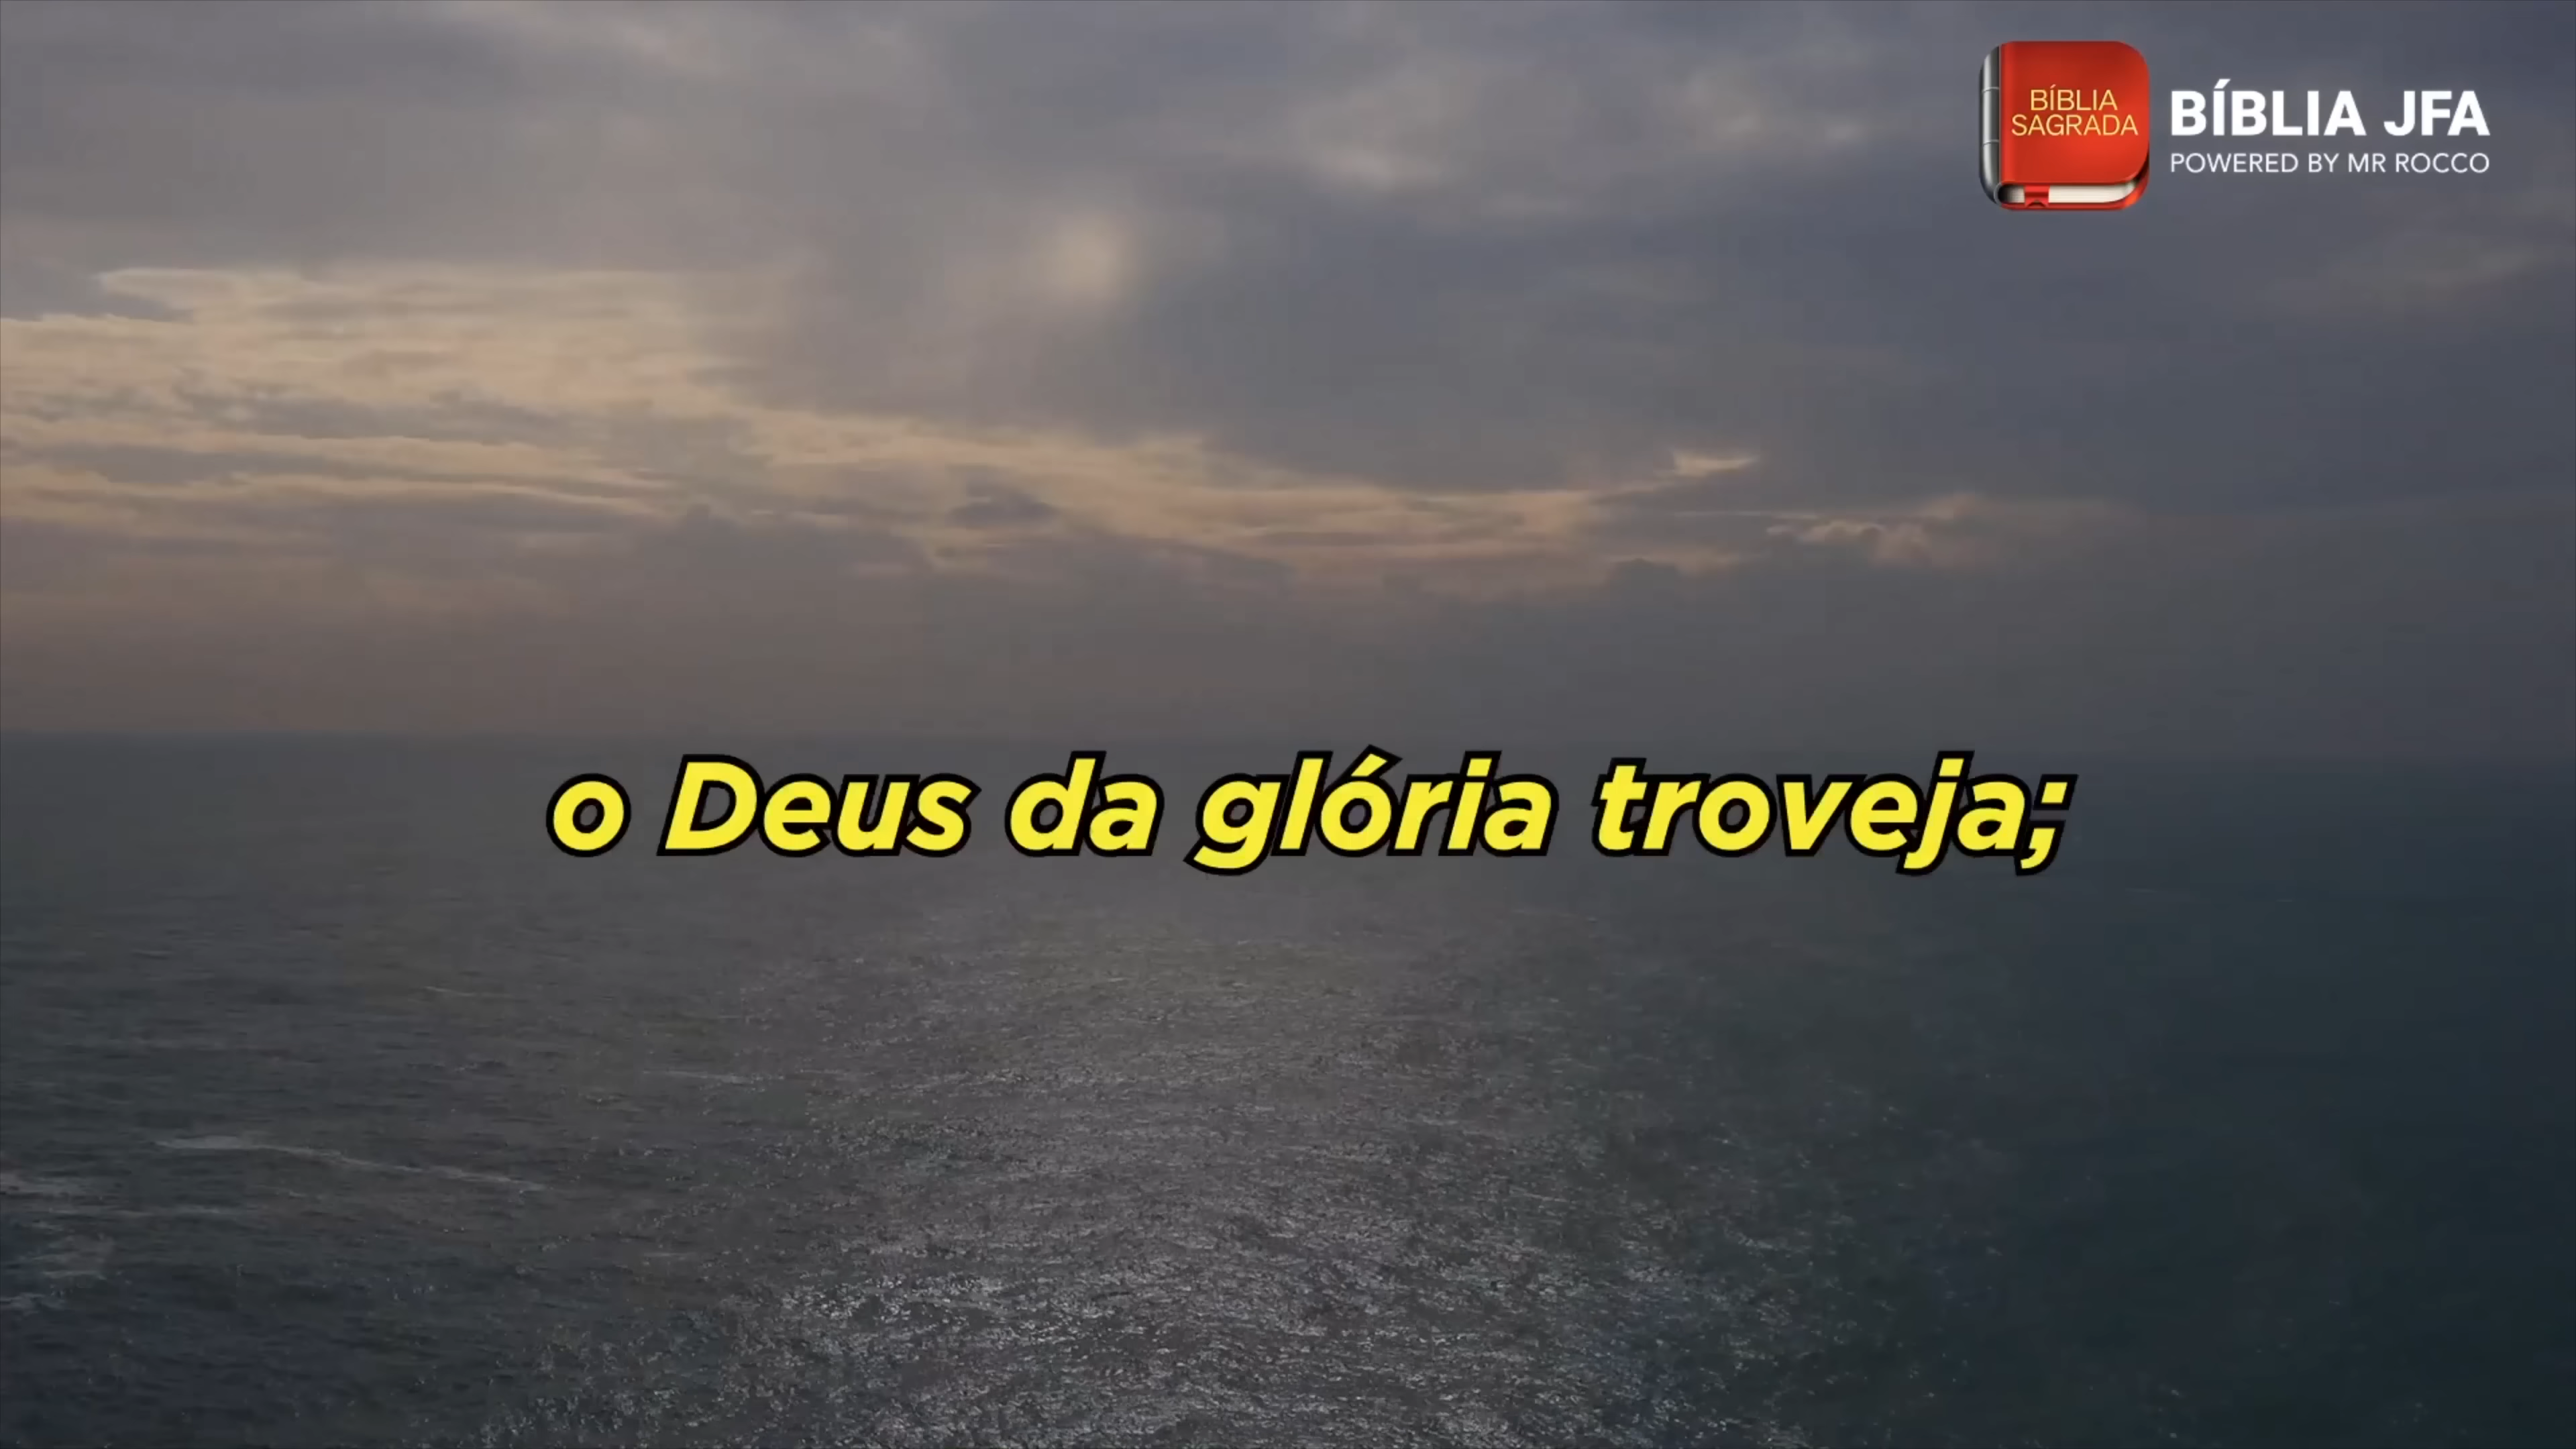 BÍBLIA
SAGRADA
BÍBLIA JFA
POWERED BY MR ROCCO
o Deus da glória troveja;